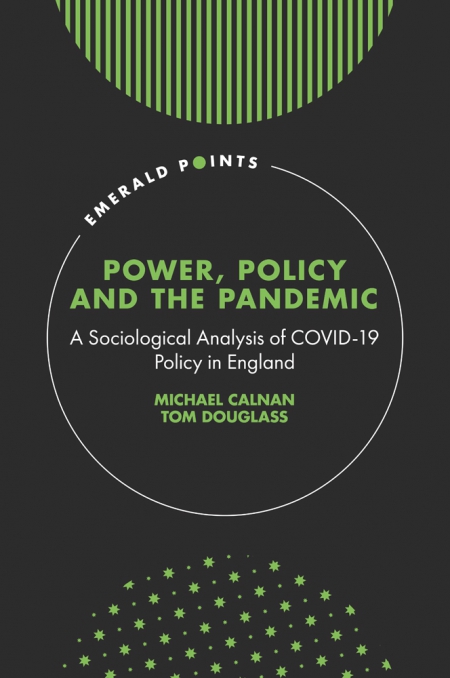 EMERALD POINTS
POWER, POLICY
AND THE PANDEMIC
A Sociological Analysis of COVID-19
Policy in England
MICHAEL CALNAN
TOM DOUGLASS